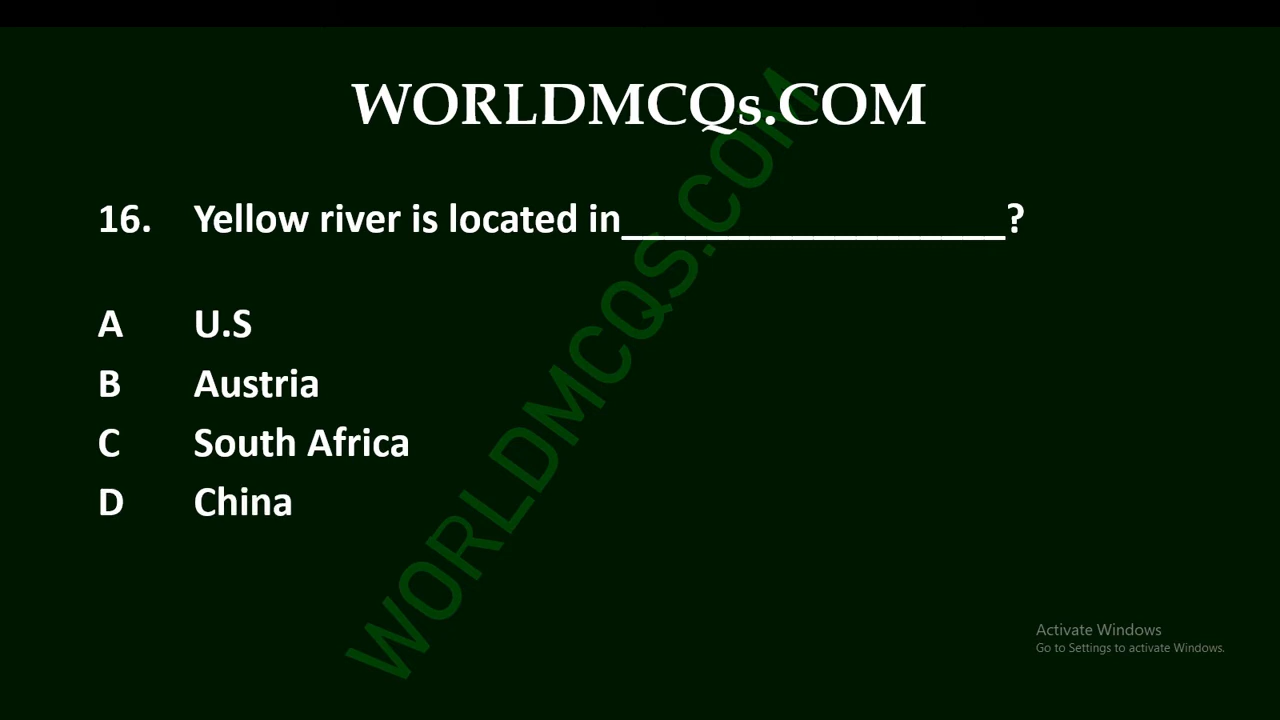 WORLDMCQs.COM
16. Yellow river is located in__________________?
A U.S
B Austria
C South Africa
D China
WORLDMCQS.COM
Activate Windows
Go to Settings to activate Windows.